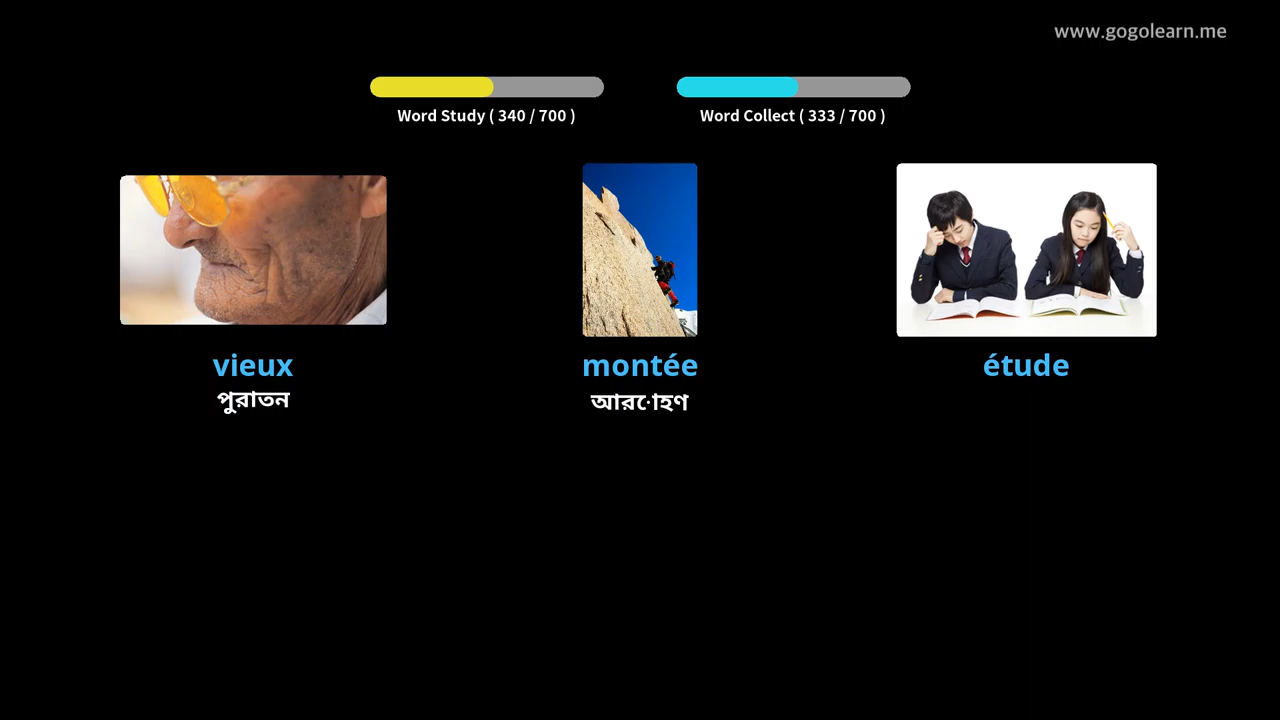 www.gogolearn.me
Word Study ( 340 / 700 )
Word Collect ( 333 / 700 )
vieux
montée
étude
পুরাতন
আরোহণ